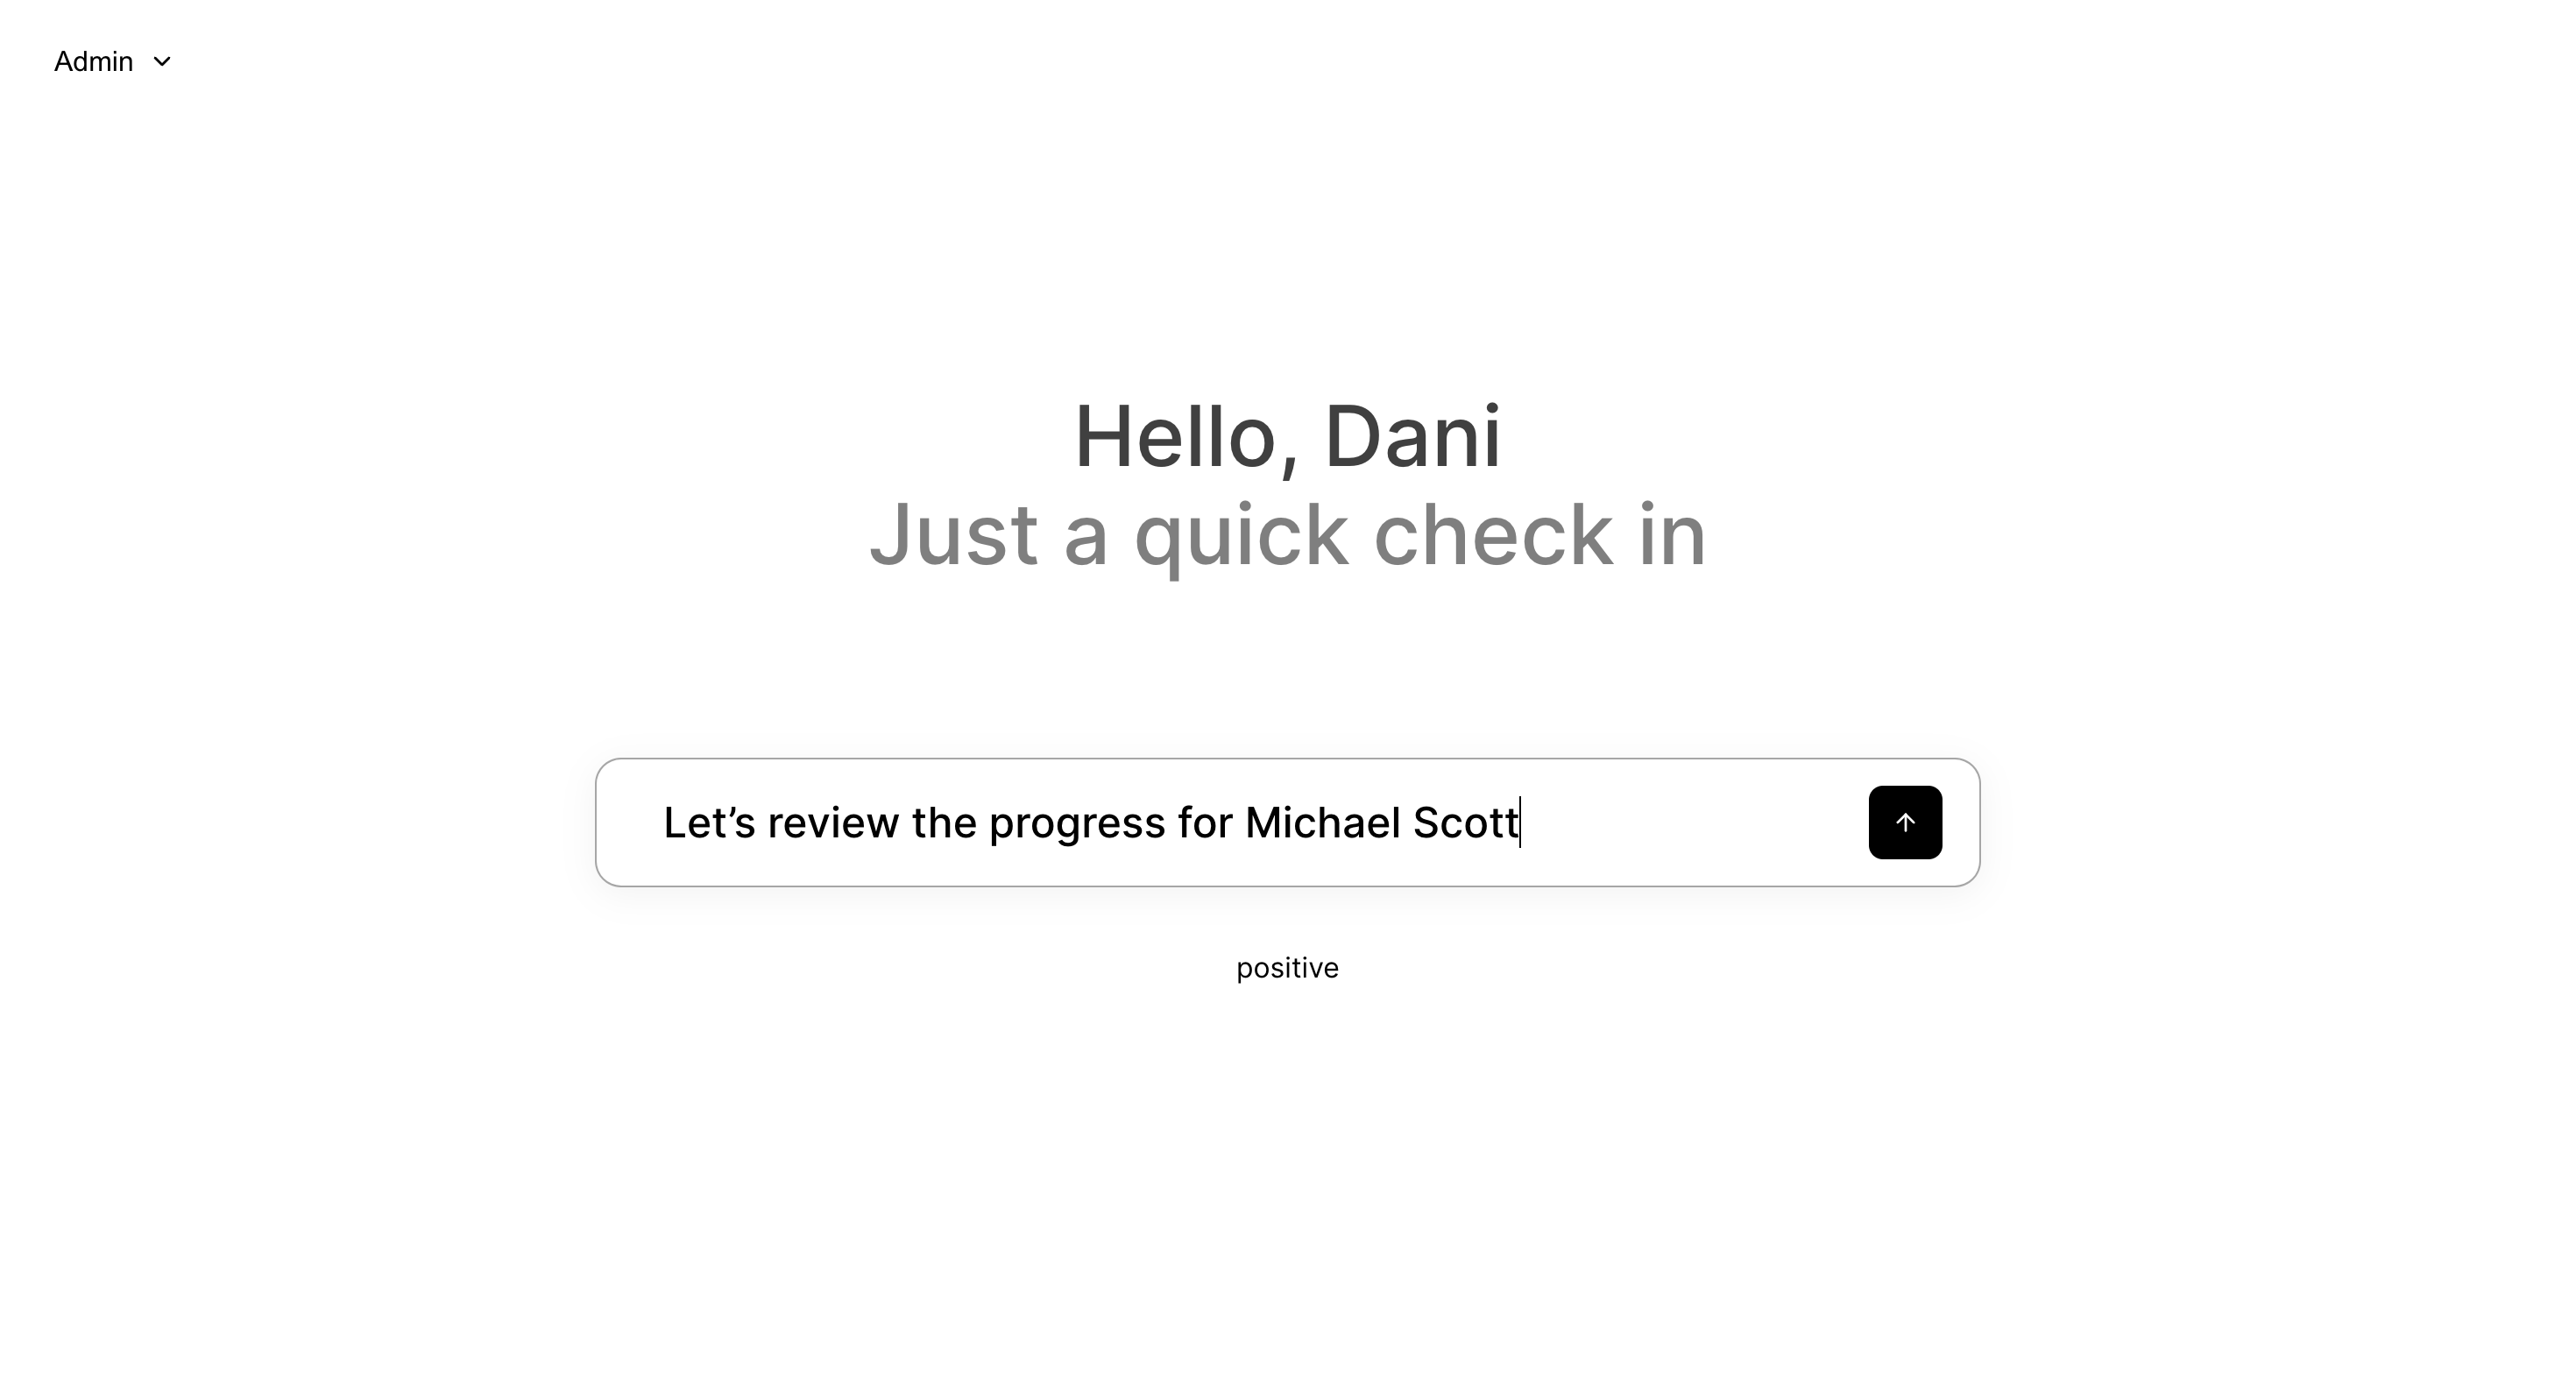 Admin
Hello, Dani
Just a quick check in
Let’s review the progress for Michael Scott
positive